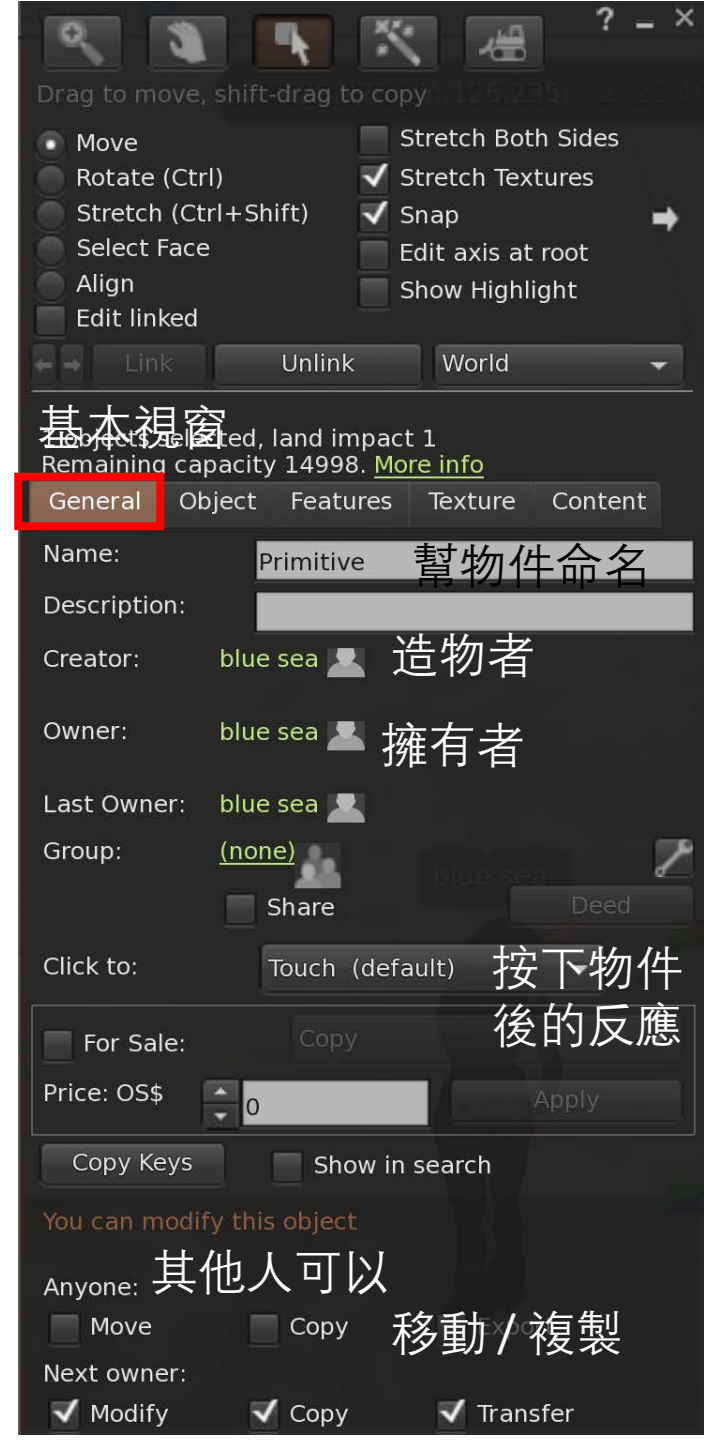 ? _ ×
Drag to move, shift-drag to copy
Move
Stretch Both Sides
Rotate (Ctrl)
Stretch Textures
Stretch (Ctrl+Shift)
Snap
Select Face
Edit axis at root
Align
Show Highlight
Edit linked
Link Unlink World
基本視窗
objects selected, land impact 1
Remaining capacity 14998. More info
General Object Features Texture Content
Name: Primitive 幫物件命名
Description:
Creator: blue sea 造物者
Owner: blue sea 擁有者
Last Owner: blue sea
Group: (none)
blue sea
Share Deed
Click to: Touch (default) 按下物件
後的反應
For Sale: Copy
Price: OS$ 0 Apply
Copy Keys Show in search
You can modify this object
Anyone: 其他人可以
Move Copy 移動/複製
Next owner:
Modify Copy Transfer